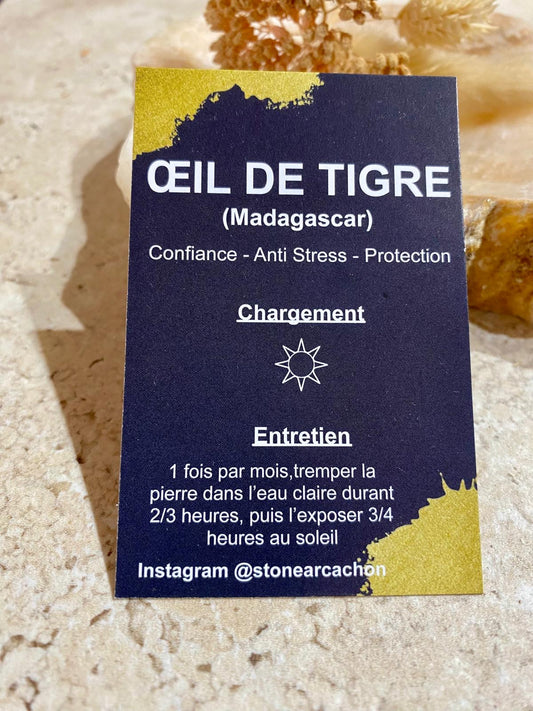 ŒIL DE TIGRE
(Madagascar)
Confiance - Anti Stress - Protection
Chargement
Entretien
1 fois par mois,tremper la
pierre dans l'eau claire durant
2/3 heures, puis l'exposer 3/4
heures au soleil
Instagram @stonearcachon